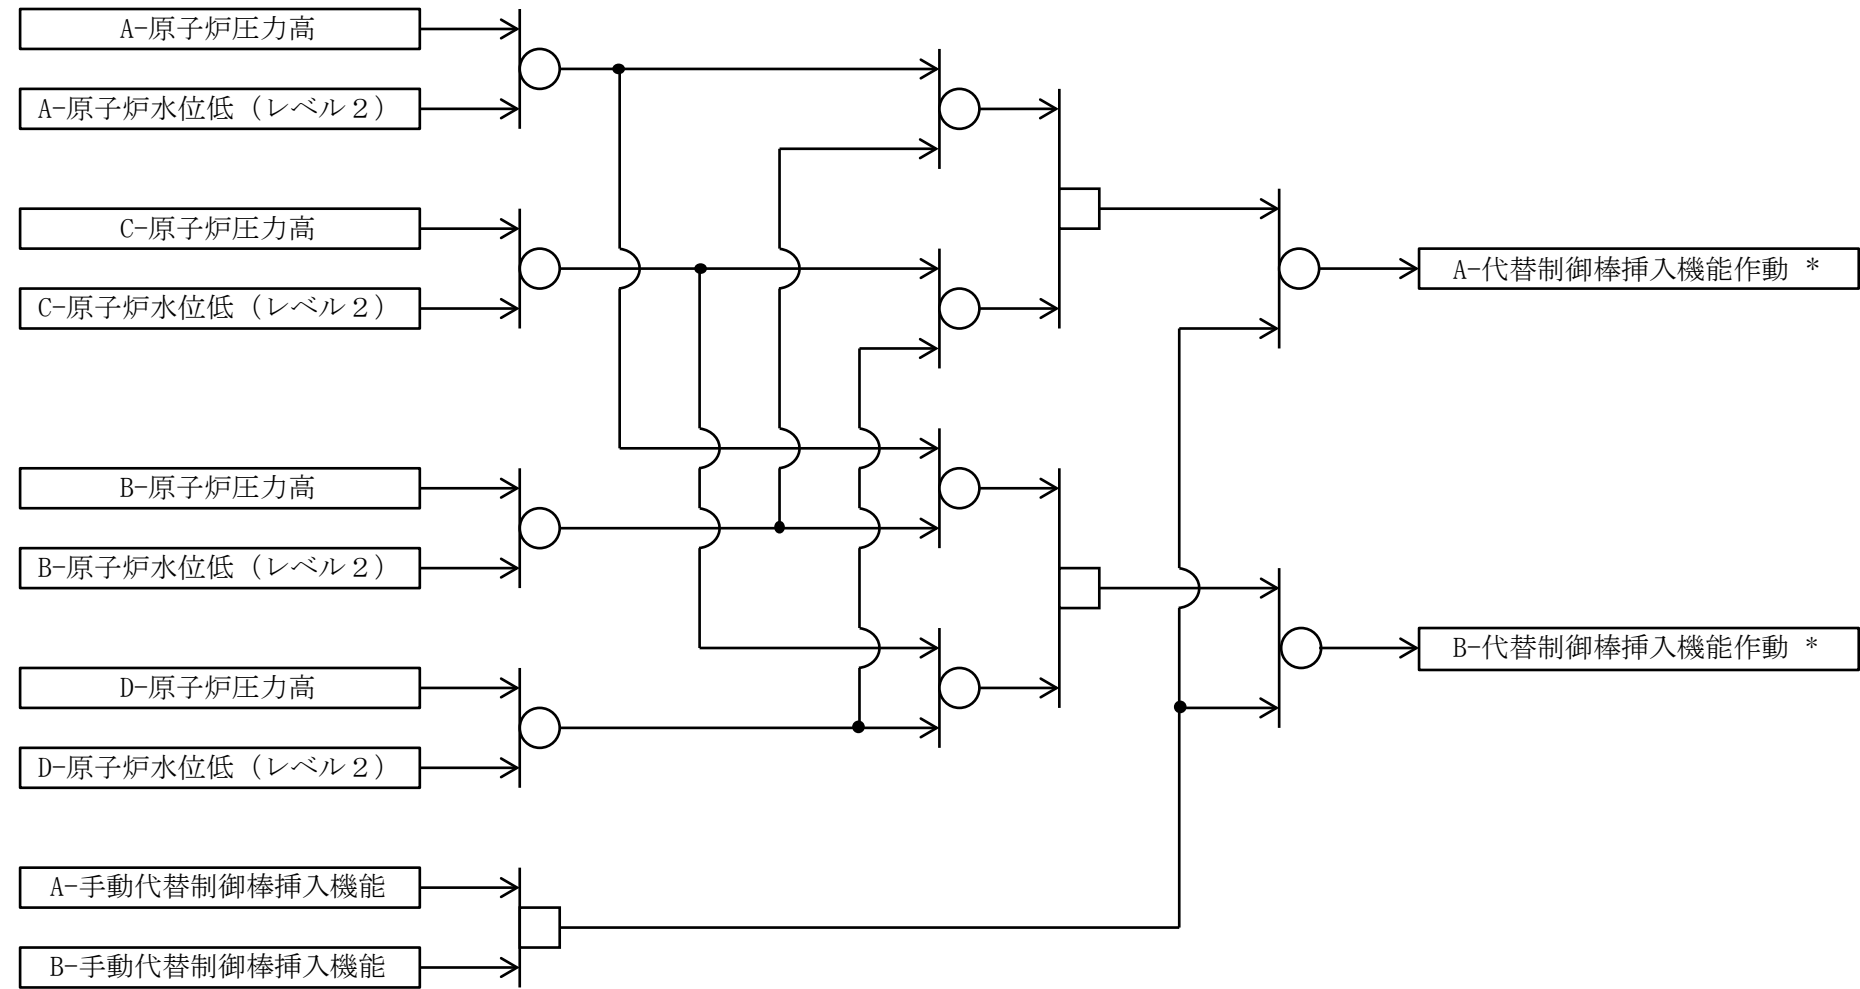 A-原子炉圧力高
A-原子炉水位低（レベル２）
C-原子炉圧力高
C-原子炉水位低（レベル２）
A-代替制御棒挿入機能作動 *
B-原子炉圧力高
B-原子炉水位低（レベル２）
B-代替制御棒挿入機能作動 *
D-原子炉圧力高
D-原子炉水位低（レベル２）
A-手動代替制御棒挿入機能
B-手動代替制御棒挿入機能